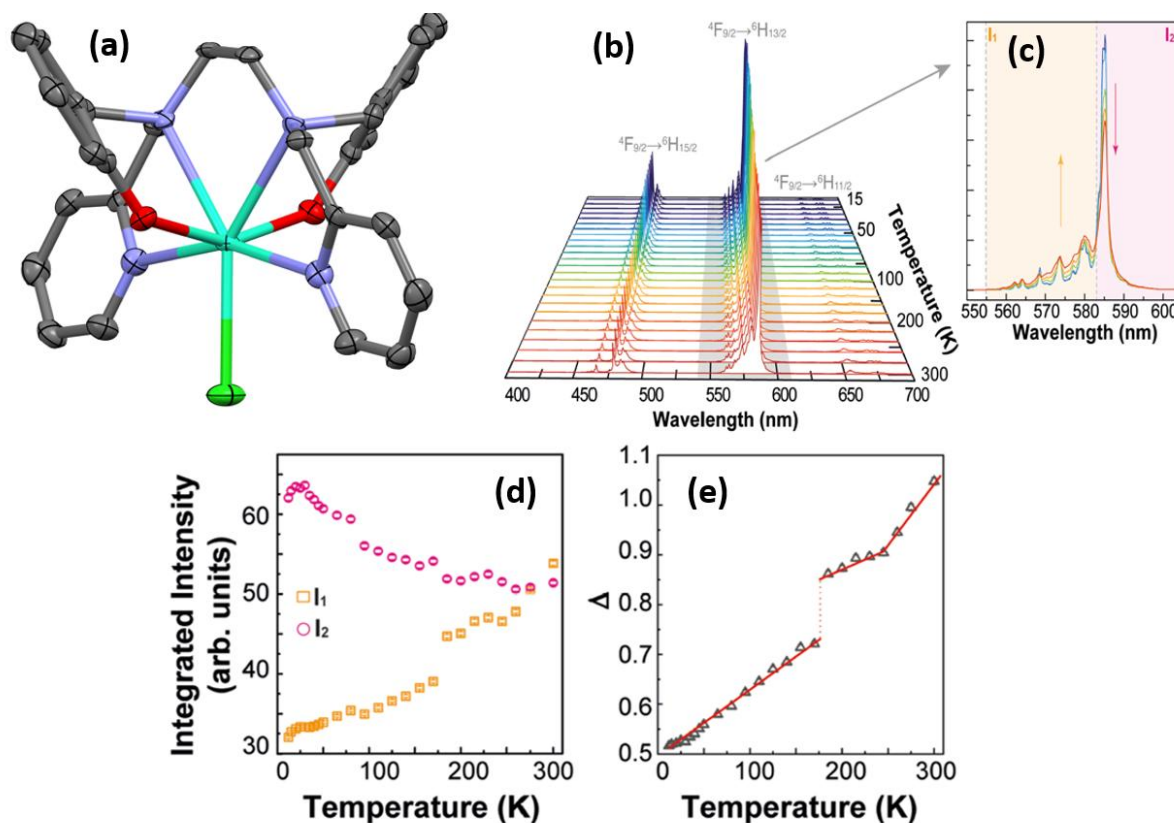 (a)
(b)
⁴F₉/₂→⁶H₁₃/₂
⁴F₉/₂→⁶H₁₅/₂
⁴F₉/₂→⁶H₁₁/₂
15
50
100
200
300
Temperature (K)
400 450 500 550 600 650 700
Wavelength (nm)
(c)
I₁
I₂
550 560 570 580 590 600
Wavelength (nm)
(d)
Integrated Intensity
(arb. units)
60
50
40
30
I₁
I₂
0 100 200 300
Temperature (K)
(e)
Δ
1.1
1.0
0.9
0.8
0.7
0.6
0.5
0 100 200 300
Temperature (K)